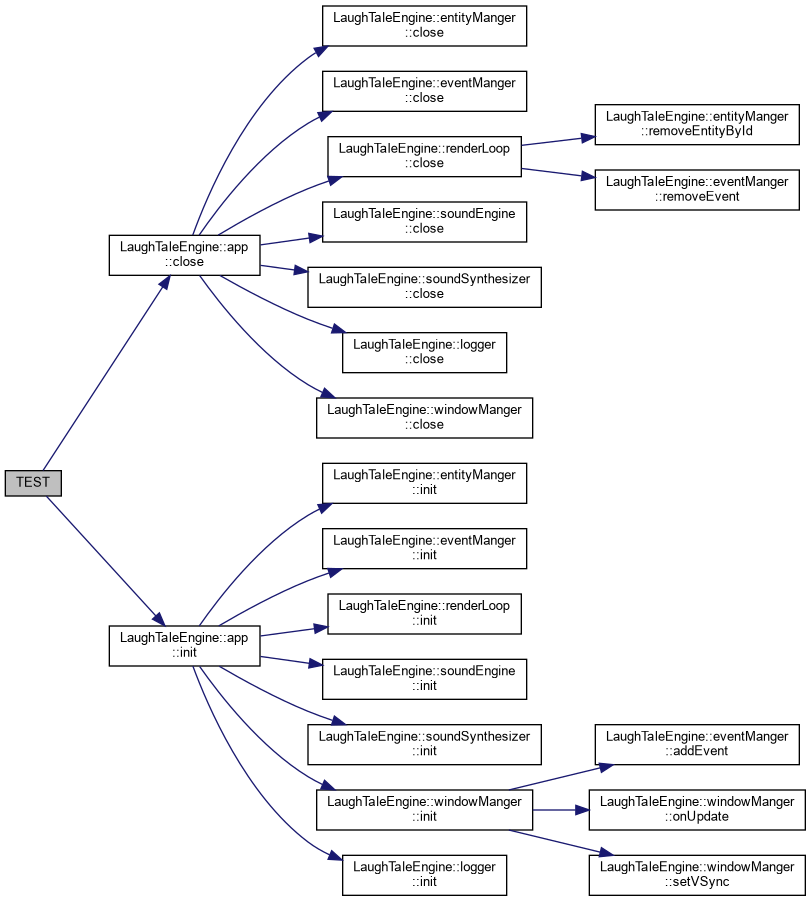 LaughTaleEngine::entityManger
::close
LaughTaleEngine::eventManger
::close
LaughTaleEngine::entityManger
::removeEntityById
LaughTaleEngine::renderLoop
::close
LaughTaleEngine::eventManger
::removeEvent
LaughTaleEngine::soundEngine
::close
LaughTaleEngine::app
::close
LaughTaleEngine::soundSynthesizer
::close
LaughTaleEngine::logger
::close
LaughTaleEngine::windowManger
::close
TEST
LaughTaleEngine::entityManger
::init
LaughTaleEngine::eventManger
::init
LaughTaleEngine::renderLoop
::init
LaughTaleEngine::app
::init
LaughTaleEngine::soundEngine
::init
LaughTaleEngine::soundSynthesizer
::init
LaughTaleEngine::eventManger
::addEvent
LaughTaleEngine::windowManger
::init
LaughTaleEngine::windowManger
::onUpdate
LaughTaleEngine::logger
::init
LaughTaleEngine::windowManger
::setVSync